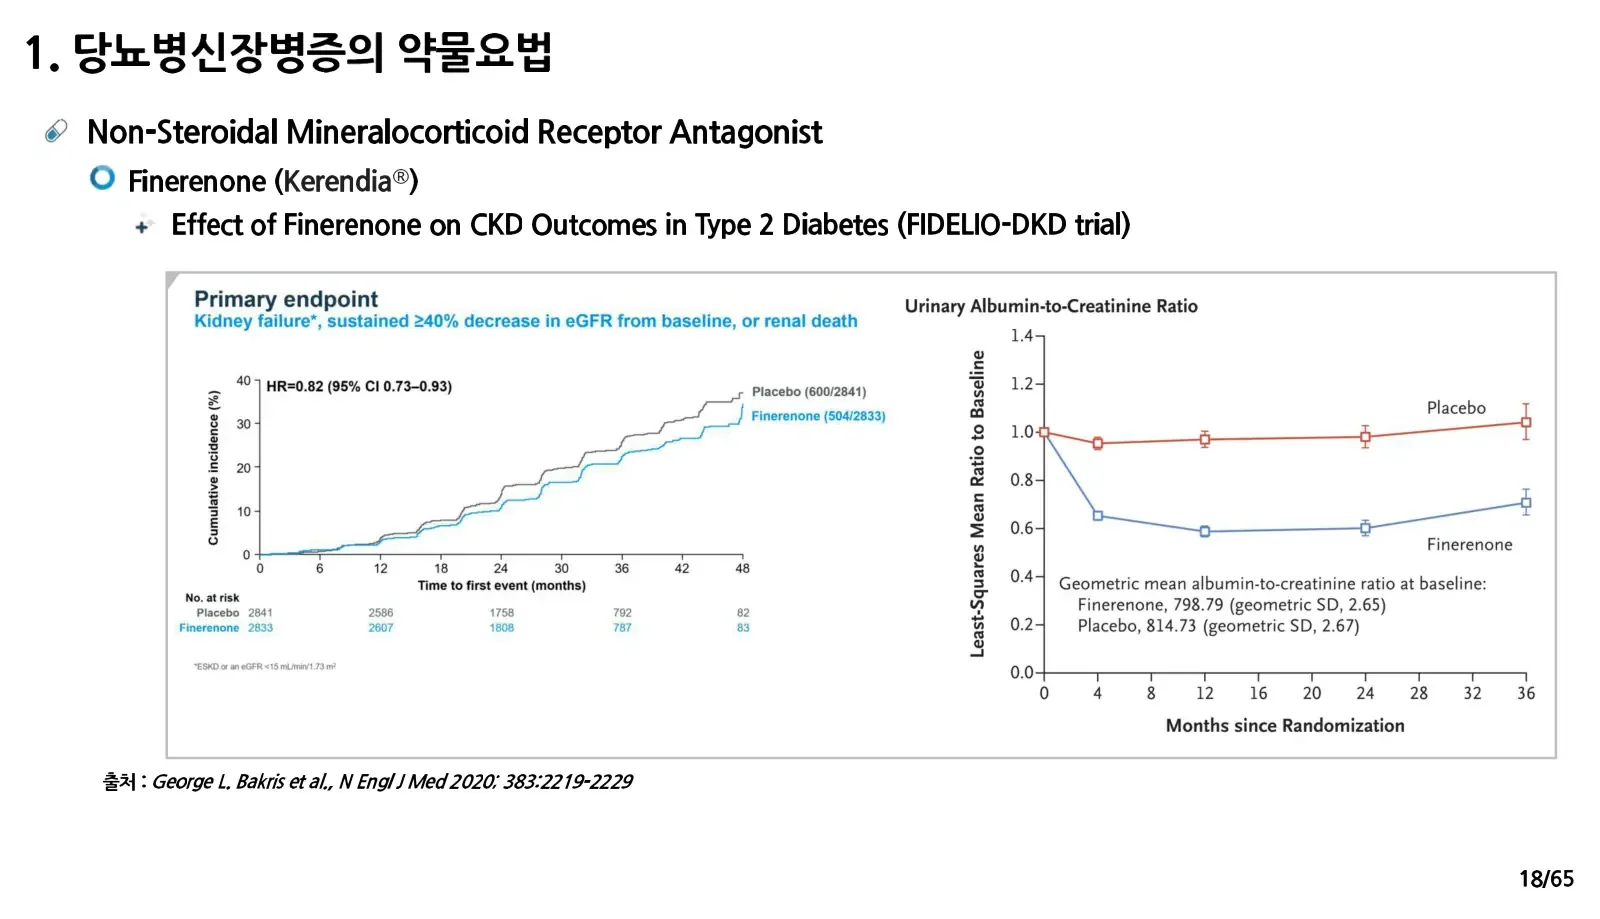 1. 당뇨병신장병증의 약물요법
Non-Steroidal Mineralocorticoid Receptor Antagonist
Finerenone (Kerendia®)
Effect of Finerenone on CKD Outcomes in Type 2 Diabetes (FIDELIO-DKD trial)
Primary endpoint
Kidney failure*, sustained ≥40% decrease in eGFR from baseline, or renal death
HR=0.82 (95% CI 0.73–0.93)
Cumulative incidence (%)
40
30
20
10
0
Placebo (600/2841)
Finerenone (504/2833)
0 6 12 18 24 30 36 42 48
Time to first event (months)
No. at risk
Placebo 2841 2586 1758 792 82
Finerenone 2833 2607 1808 787 83
*ESKD or an eGFR <15 mL/min/1.73 m²
Urinary Albumin-to-Creatinine Ratio
Least-Squares Mean Ratio to Baseline
1.4
1.2
1.0
0.8
0.6
0.4
0.2
0.0
Placebo
Finerenone
Geometric mean albumin-to-creatinine ratio at baseline:
Finerenone, 798.79 (geometric SD, 2.65)
Placebo, 814.73 (geometric SD, 2.67)
0 4 8 12 16 20 24 28 32 36
Months since Randomization
출처 : George L. Bakris et al., N Engl J Med 2020; 383:2219-2229
18/65